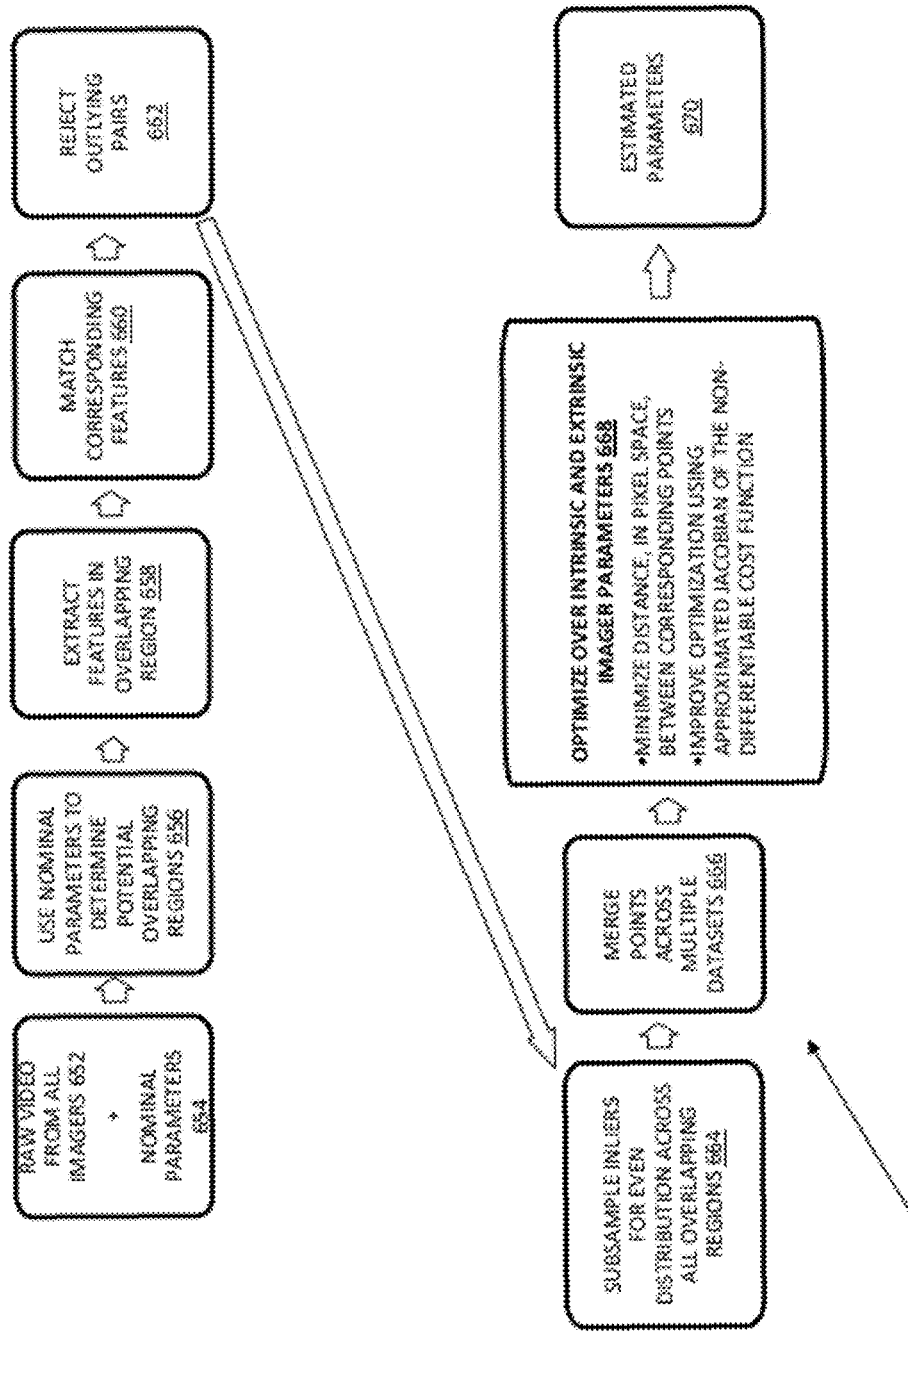 RAW VIDEO
FROM ALL
IMAGERS 652
+
NOMINAL
PARAMETERS
654
USE NOMINAL
PARAMETERS TO
DETERMINE
POTENTIAL
OVERLAPPING
REGIONS 656
EXTRACT
FEATURES IN
OVERLAPPING
REGION 658
MATCH
CORRESPONDING
FEATURES 660
REJECT
OUTLYING
PAIRS
662
SUBSAMPLE INLIERS
FOR EVEN
DISTRIBUTION ACROSS
ALL OVERLAPPING
REGIONS 664
MERGE
POINTS
ACROSS
MULTIPLE
DATASETS 666
OPTIMIZE OVER INTRINSIC AND EXTRINSIC
IMAGER PARAMETERS 668
•MINIMIZE DISTANCE, IN PIXEL SPACE,
BETWEEN CORRESPONDING POINTS
•IMPROVE OPTIMIZATION USING
APPROXIMATED JACOBIAN OF THE NON-
DIFFERENTIABLE COST FUNCTION
ESTIMATED
PARAMETERS
670